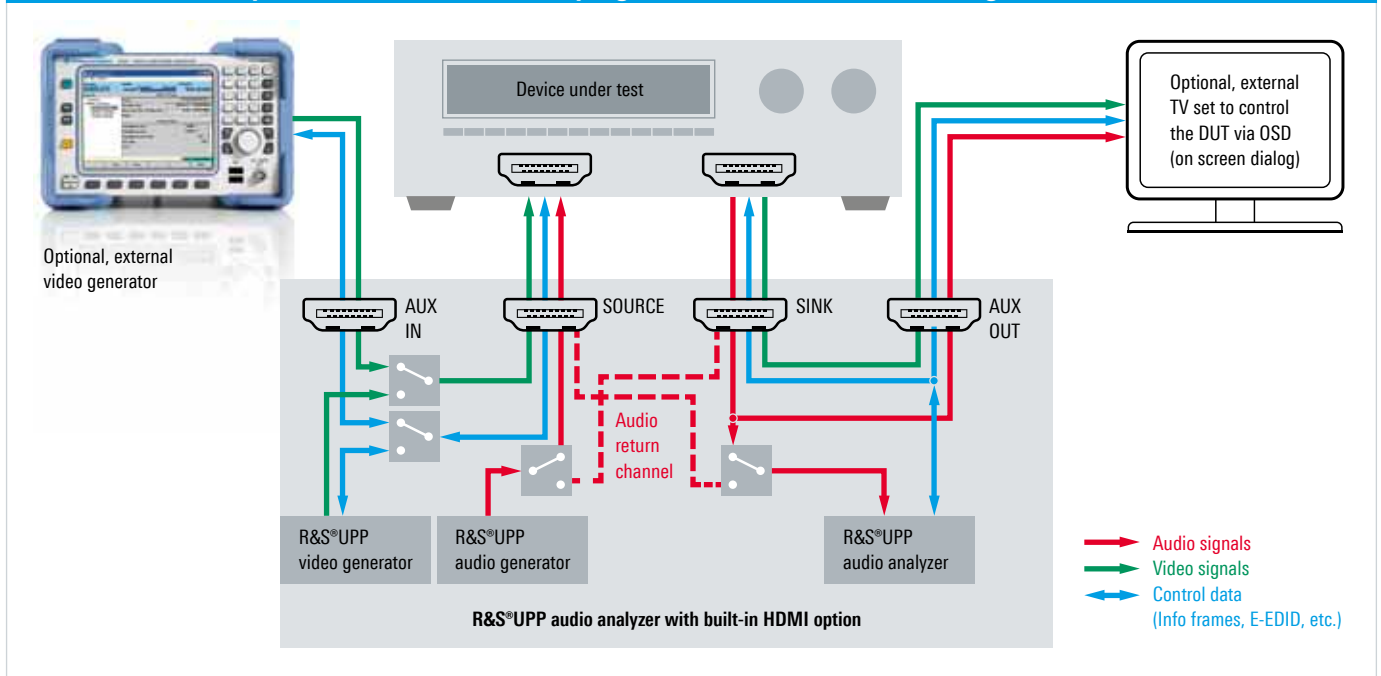 Device under test
Optional, external
TV set to control
the DUT via OSD
(on screen dialog)
Optional, external
video generator
AUX
IN
SOURCE
SINK
AUX
OUT
Audio
return
channel
R&S®UPP
video generator
R&S®UPP
audio generator
R&S®UPP
audio analyzer
Audio signals
Video signals
Control data
(Info frames, E-EDID, etc.)
R&S®UPP audio analyzer with built-in HDMI option